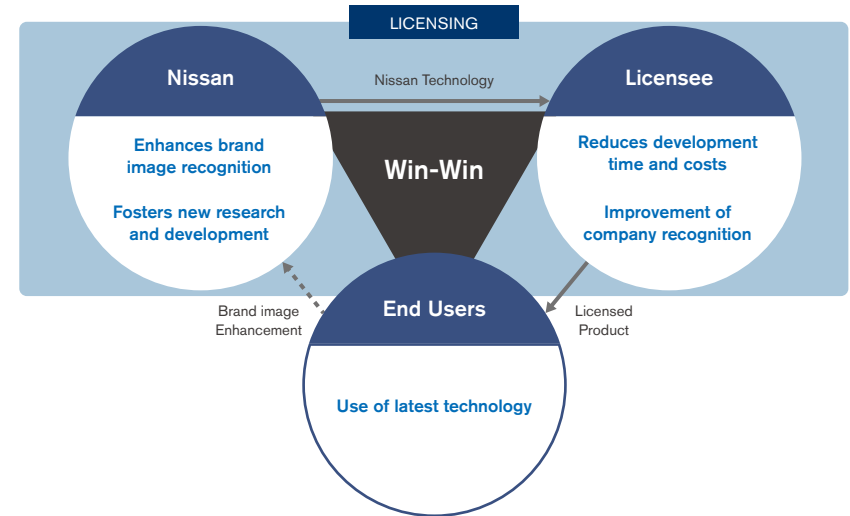 LICENSING
Nissan
Nissan Technology
Licensee
Enhances brand
image recognition
Fosters new research
and development
Win-Win
Reduces development
time and costs
Improvement of
company recognition
Brand image
Enhancement
End Users
Licensed
Product
Use of latest technology